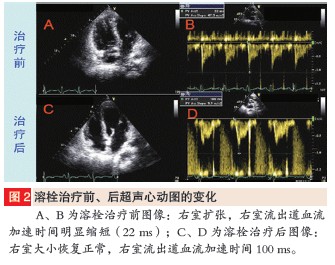 治疗前
A
B
治疗后
C
D
图 2 溶栓治疗前、后超声心动图的变化
A、B 为溶栓治疗前图像：右室扩张，右室流出道血流
加速时间明显缩短（22 ms）；C、D 为溶栓治疗后图像：
右室大小恢复正常，右室流出道血流加速时间 100 ms。